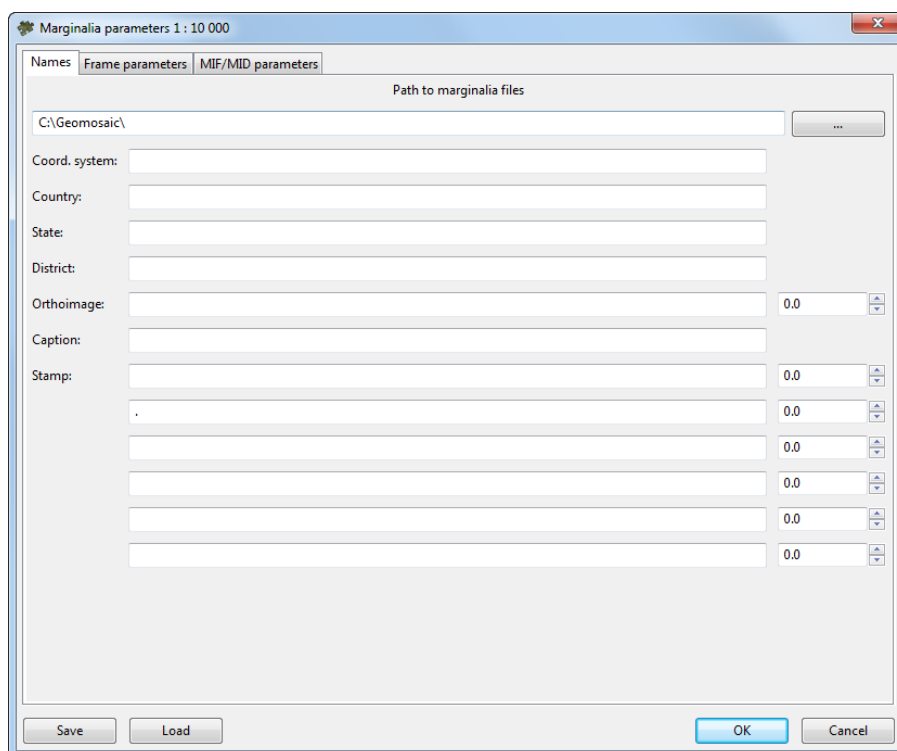 Marginalia parameters 1 : 10 000
Names Frame parameters MIF/MID parameters
Path to marginalia files
C:\Geomosaic\ ...
Coord. system:
Country:
State:
District:
Orthoimage: 0.0
Caption:
Stamp: 0.0
. 0.0
0.0
0.0
0.0
0.0
Save Load OK Cancel